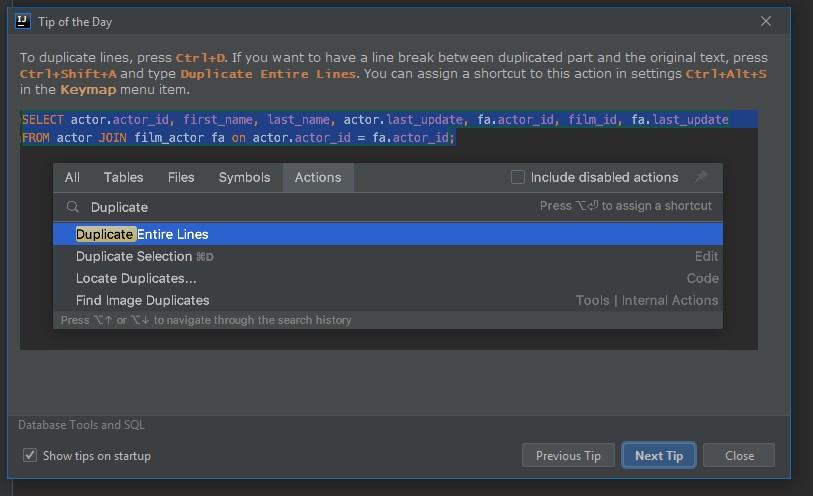 IJ
Tip of the Day
To duplicate lines, press Ctrl+D. If you want to have a line break between duplicated part and the original text, press
Ctrl+Shift+A and type Duplicate Entire Lines. You can assign a shortcut to this action in settings Ctrl+Alt+S
in the Keymap menu item.
SELECT actor.actor_id, first_name, last_name, actor.last_update, fa.actor_id, film_id, fa.last_update
FROM actor JOIN film_actor fa on actor.actor_id = fa.actor_id;
All Tables Files Symbols Actions Include disabled actions
Duplicate Press ⌥⏎ to assign a shortcut
Duplicate Entire Lines
Duplicate Selection ⌘D Edit
Locate Duplicates... Code
Find Image Duplicates Tools | Internal Actions
Press ⌥↑ or ⌥↓ to navigate through the search history
Database Tools and SQL
Show tips on startup Previous Tip Next Tip Close